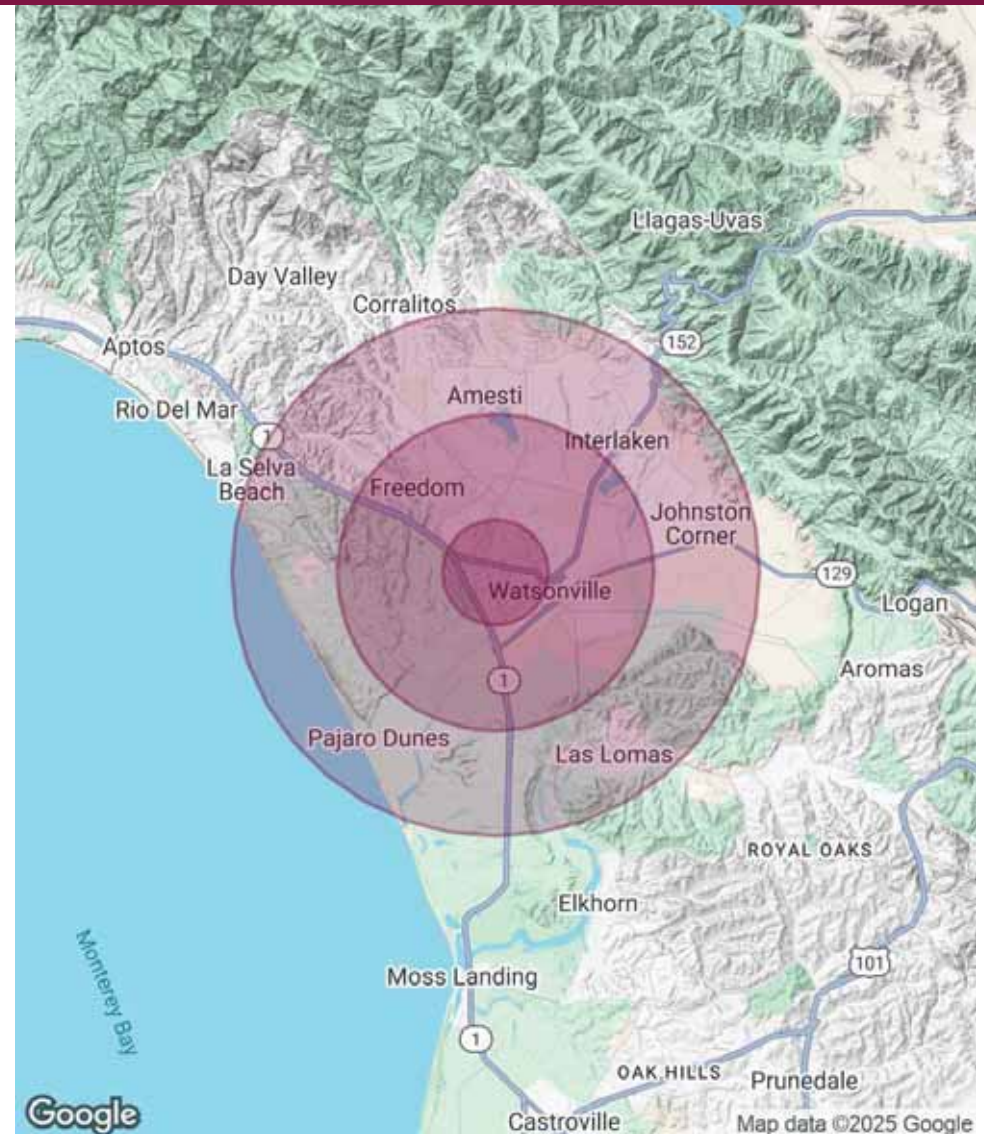 Llagas-Uvas
Day Valley
Corralitos
152
Aptos
Amesti
Rio Del Mar
1
Interlaken
La Selva
Beach
Freedom
Johnston
Corner
129
Watsonville
Logan
Aromas
1
Pajaro Dunes
Las Lomas
ROYAL OAKS
Elkhorn
Monterey Bay
101
Moss Landing
1
OAK HILLS
Prunedale
Google
Castroville
Map data ©2025 Google